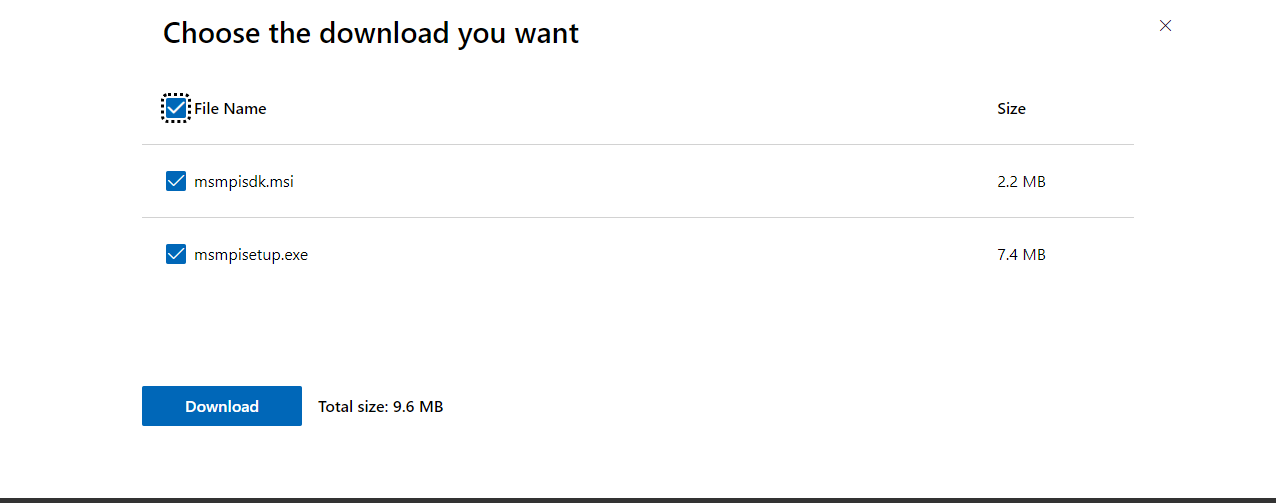 Choose the download you want
File Name Size
msmpisdk.msi 2.2 MB
msmpisetup.exe 7.4 MB
Download Total size: 9.6 MB